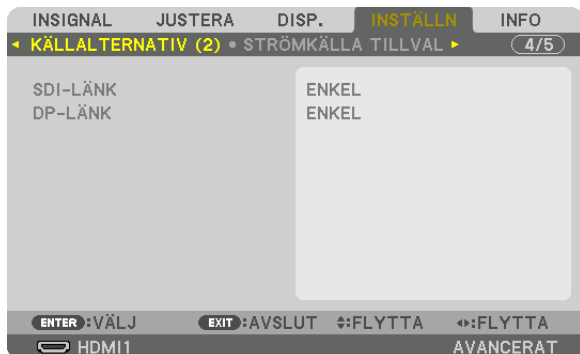 INSIGNAL JUSTERA DISP. INSTÄLLN INFO
◂ KÄLLALTERNATIV (2) • STRÖMKÄLLA TILLVAL ▸ 4/5
SDI-LÄNK ENKEL
DP-LÄNK ENKEL
ENTER:VÄLJ EXIT:AVSLUT ◆:FLYTTA ◂▸:FLYTTA
HDMI1 AVANCERAT